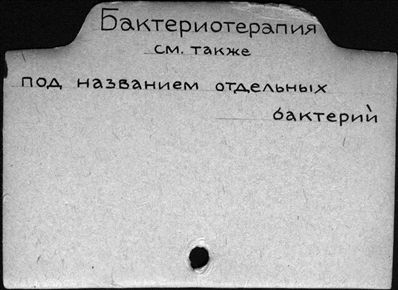 Бактериотерапия
см. также
под названием отдельных
бактерий